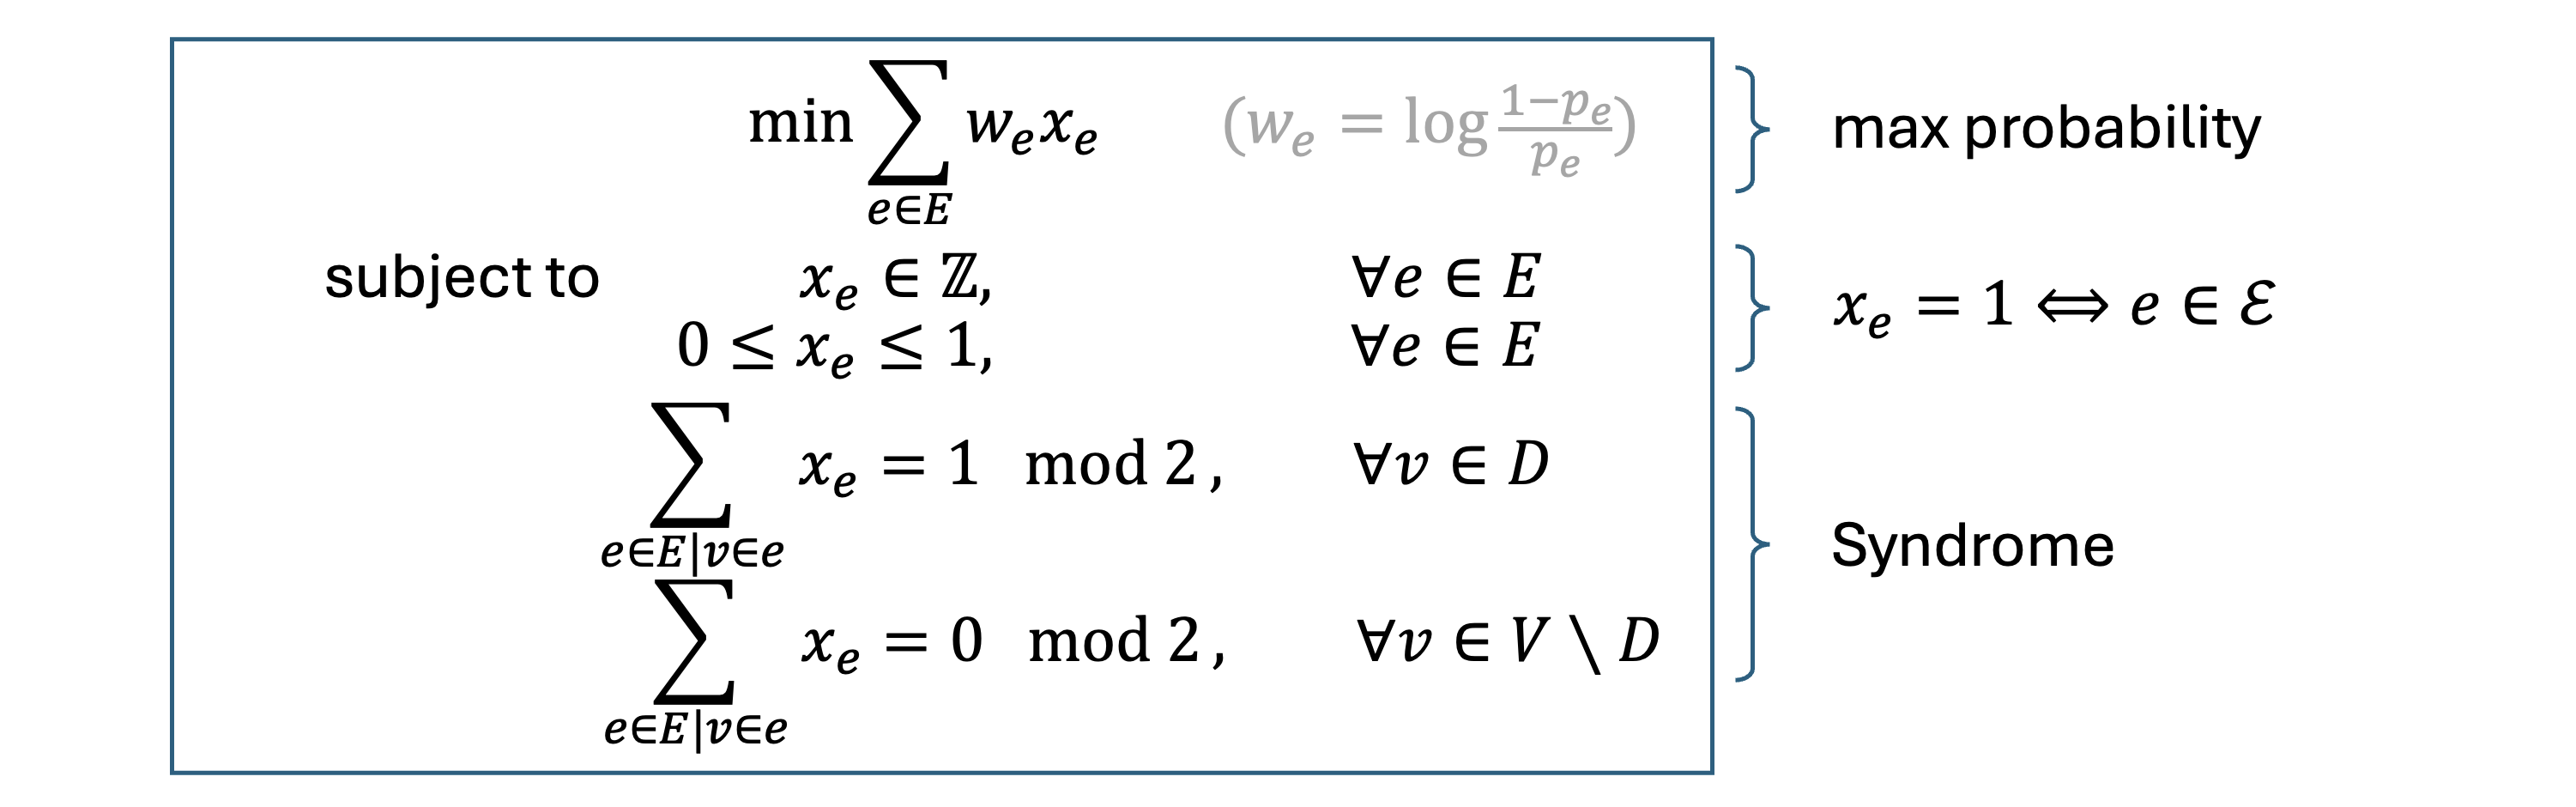 min ∑_{e∈E} w_e x_e (w_e = log \frac{1−p_e}{p_e}) max probability
subject to x_e ∈ ℤ, ∀e ∈ E
0 ≤ x_e ≤ 1, ∀e ∈ E
x_e = 1 ⟺ e ∈ ℰ
∑_{e∈E|v∈e} x_e = 1 mod 2 , ∀v ∈ D
Syndrome
∑_{e∈E|v∈e} x_e = 0 mod 2 , ∀v ∈ V \ D